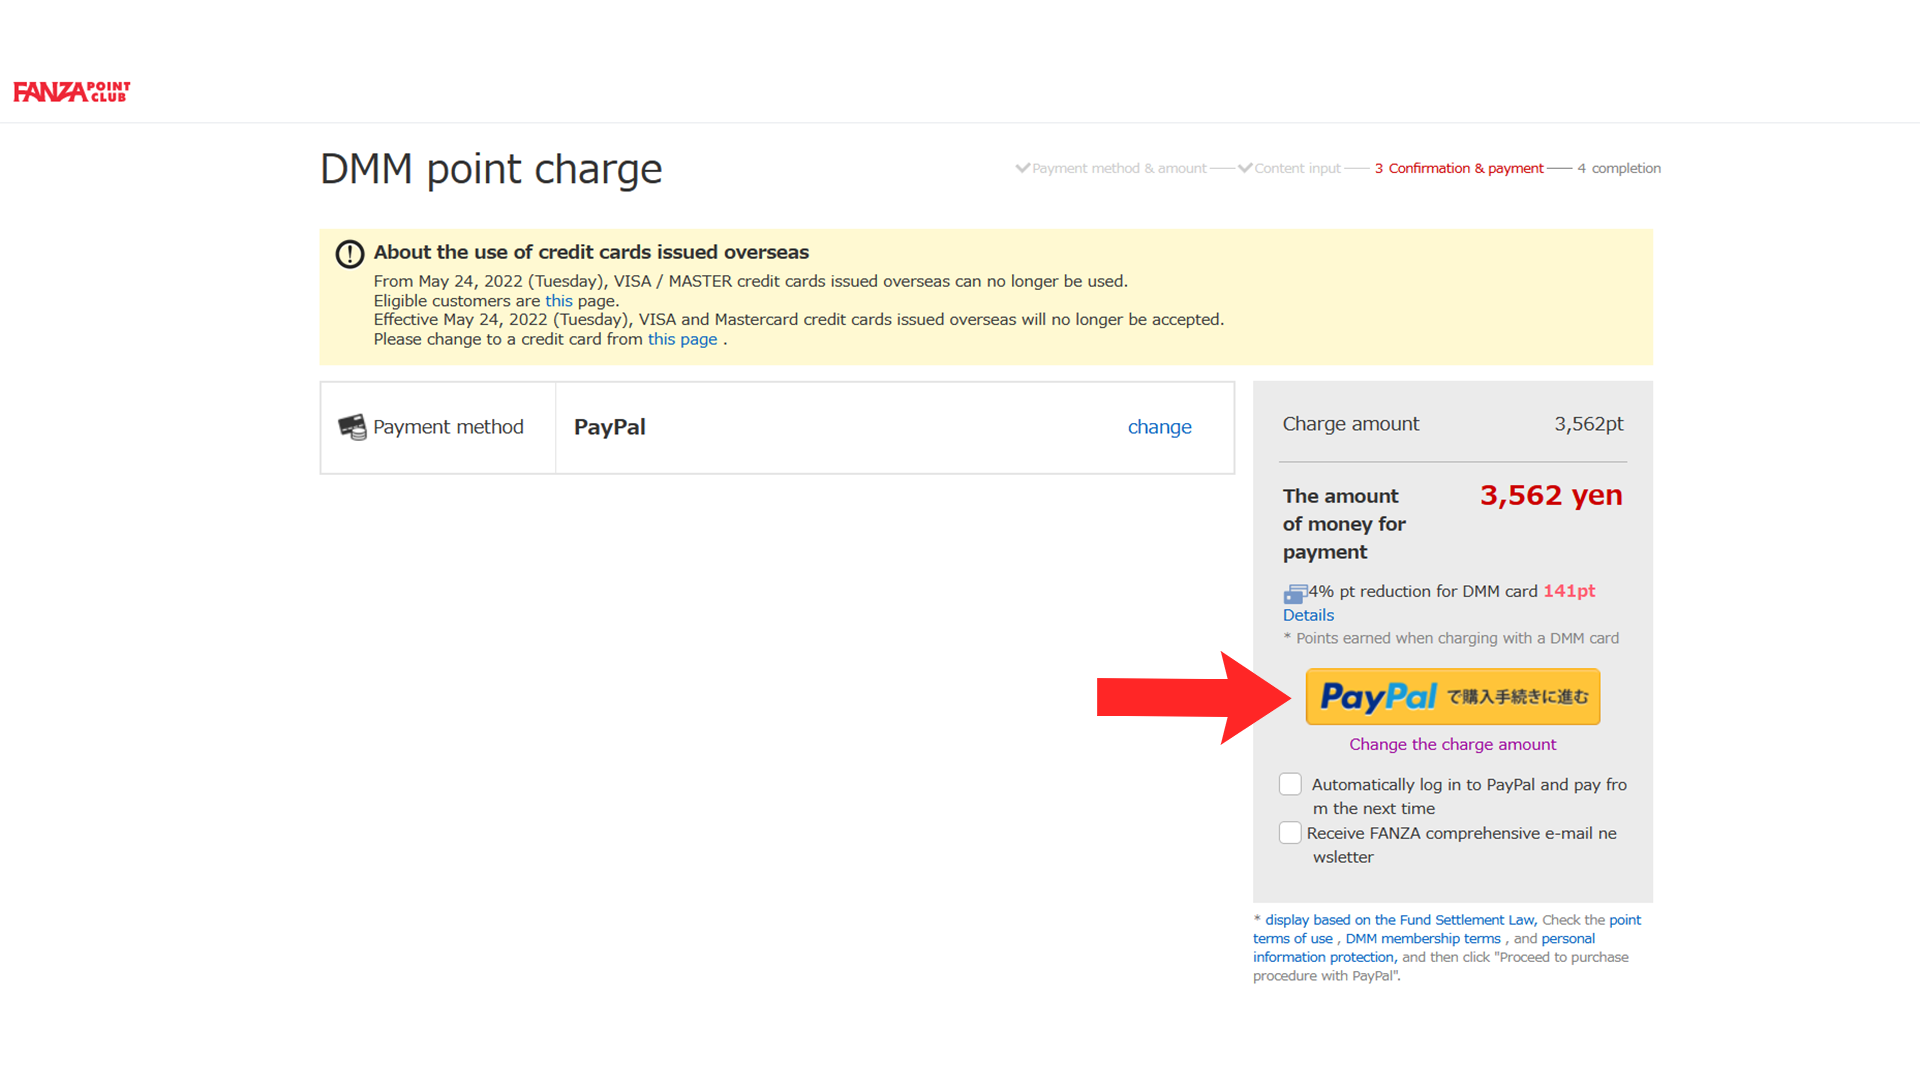 FANZA POINT CLUB
DMM point charge
Payment method & amount
Content input
3 Confirmation & payment
4 completion
About the use of credit cards issued overseas
From May 24, 2022 (Tuesday), VISA / MASTER credit cards issued overseas can no longer be used.
Eligible customers are this page.
Effective May 24, 2022 (Tuesday), VISA and Mastercard credit cards issued overseas will no longer be accepted.
Please change to a credit card from this page .
Payment method
PayPal
change
Charge amount 3,562pt
The amount
of money for
payment
3,562 yen
4% pt reduction for DMM card 141pt
Details
* Points earned when charging with a DMM card
PayPal で購入手続きに進む
Change the charge amount
Automatically log in to PayPal and pay fro
m the next time
Receive FANZA comprehensive e-mail ne
wsletter
* display based on the Fund Settlement Law, Check the point
terms of use , DMM membership terms , and personal
information protection, and then click "Proceed to purchase
procedure with PayPal".